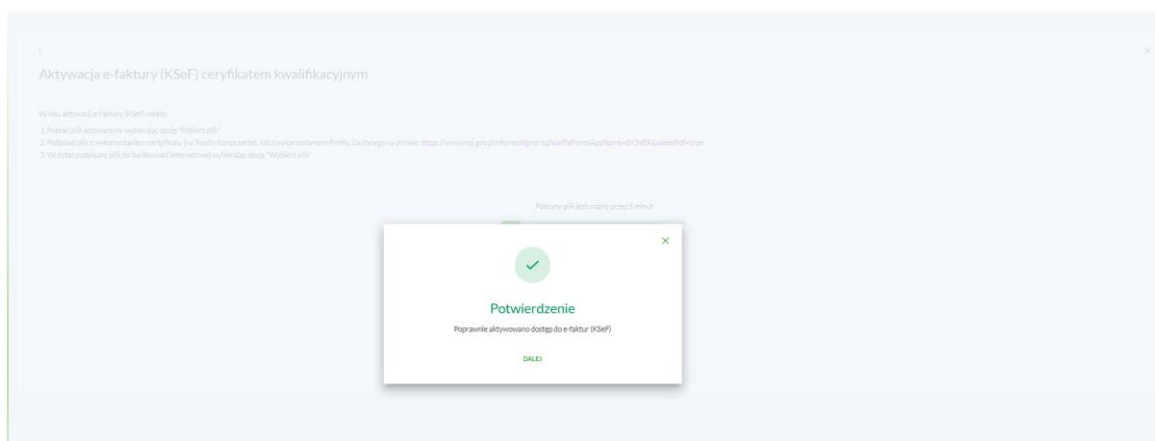 Aktywacja e-faktury (KSeF) ceryfikatem kwalifikacyjnym
W celu aktywacji e-faktury (KSeF) należy:
1. Pobrać plik aktywacyjny wybierając opcję "Pobierz plik"
2. Podpisać plik z wykorzystaniem certyfikatu (na Twoim komputerze), lub z wykorzystaniem Profilu Zaufanego na stronie: https://www.moj.gov.pl/nforms/signer/upload?xFormsAppName=SIGNER&xadesPdf=true
3. Wczytać podpisany plik do bankowości internetowej wybierając opcję "Wybierz plik"
Pobrany plik jest ważny przez 5 minut
Potwierdzenie
Poprawnie aktywowano dostęp do e-faktur (KSeF)
DALEJ